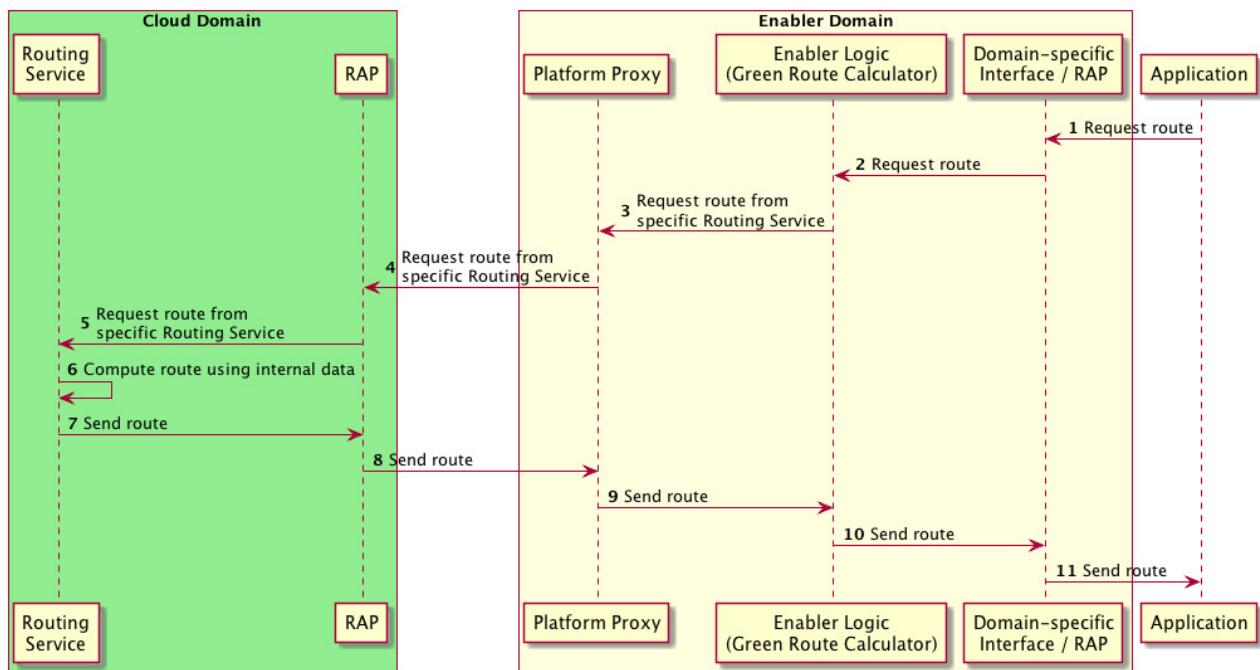 Cloud Domain
Enabler Domain
Routing
Service
RAP
Platform Proxy
Enabler Logic
(Green Route Calculator)
Domain-specific
Interface / RAP
Application
1 Request route
2 Request route
3 Request route from
specific Routing Service
4 Request route from
specific Routing Service
5 Request route from
specific Routing Service
6 Compute route using internal data
7 Send route
8 Send route
9 Send route
10 Send route
11 Send route
Routing
Service
RAP
Platform Proxy
Enabler Logic
(Green Route Calculator)
Domain-specific
Interface / RAP
Application